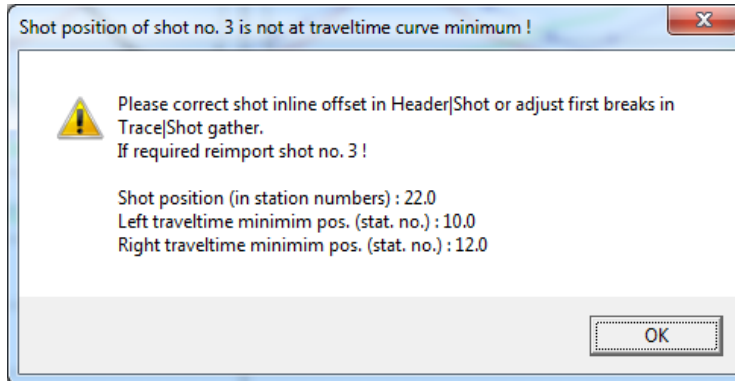 Shot position of shot no. 3 is not at traveltime curve minimum !
Please correct shot inline offset in Header|Shot or adjust first breaks in
Trace|Shot gather.
If required reimport shot no. 3 !
Shot position (in station numbers) : 22.0
Left traveltime minimim pos. (stat. no.) : 10.0
Right traveltime minimim pos. (stat. no.) : 12.0
OK